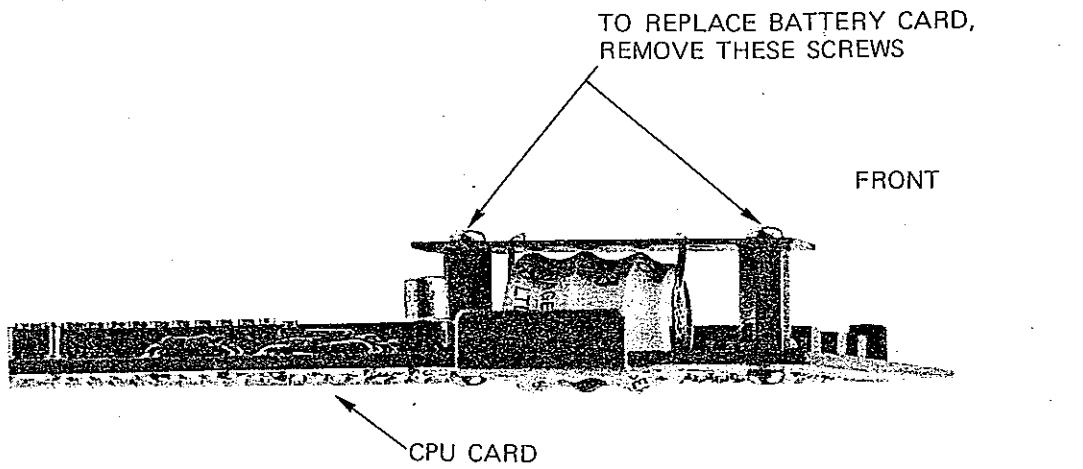 TO REPLACE BATTERY CARD,
REMOVE THESE SCREWS
FRONT
CPU CARD